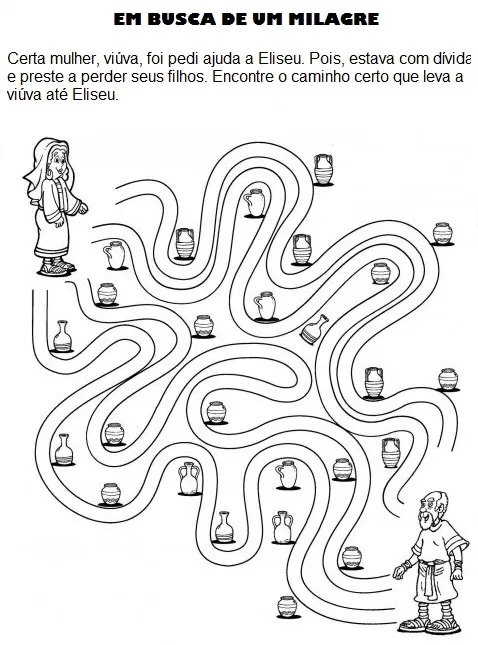 EM BUSCA DE UM MILAGRE
Certa mulher, viúva, foi pedi ajuda a Eliseu. Pois, estava com dívida
e preste a perder seus filhos. Encontre o caminho certo que leva a
viúva até Eliseu.